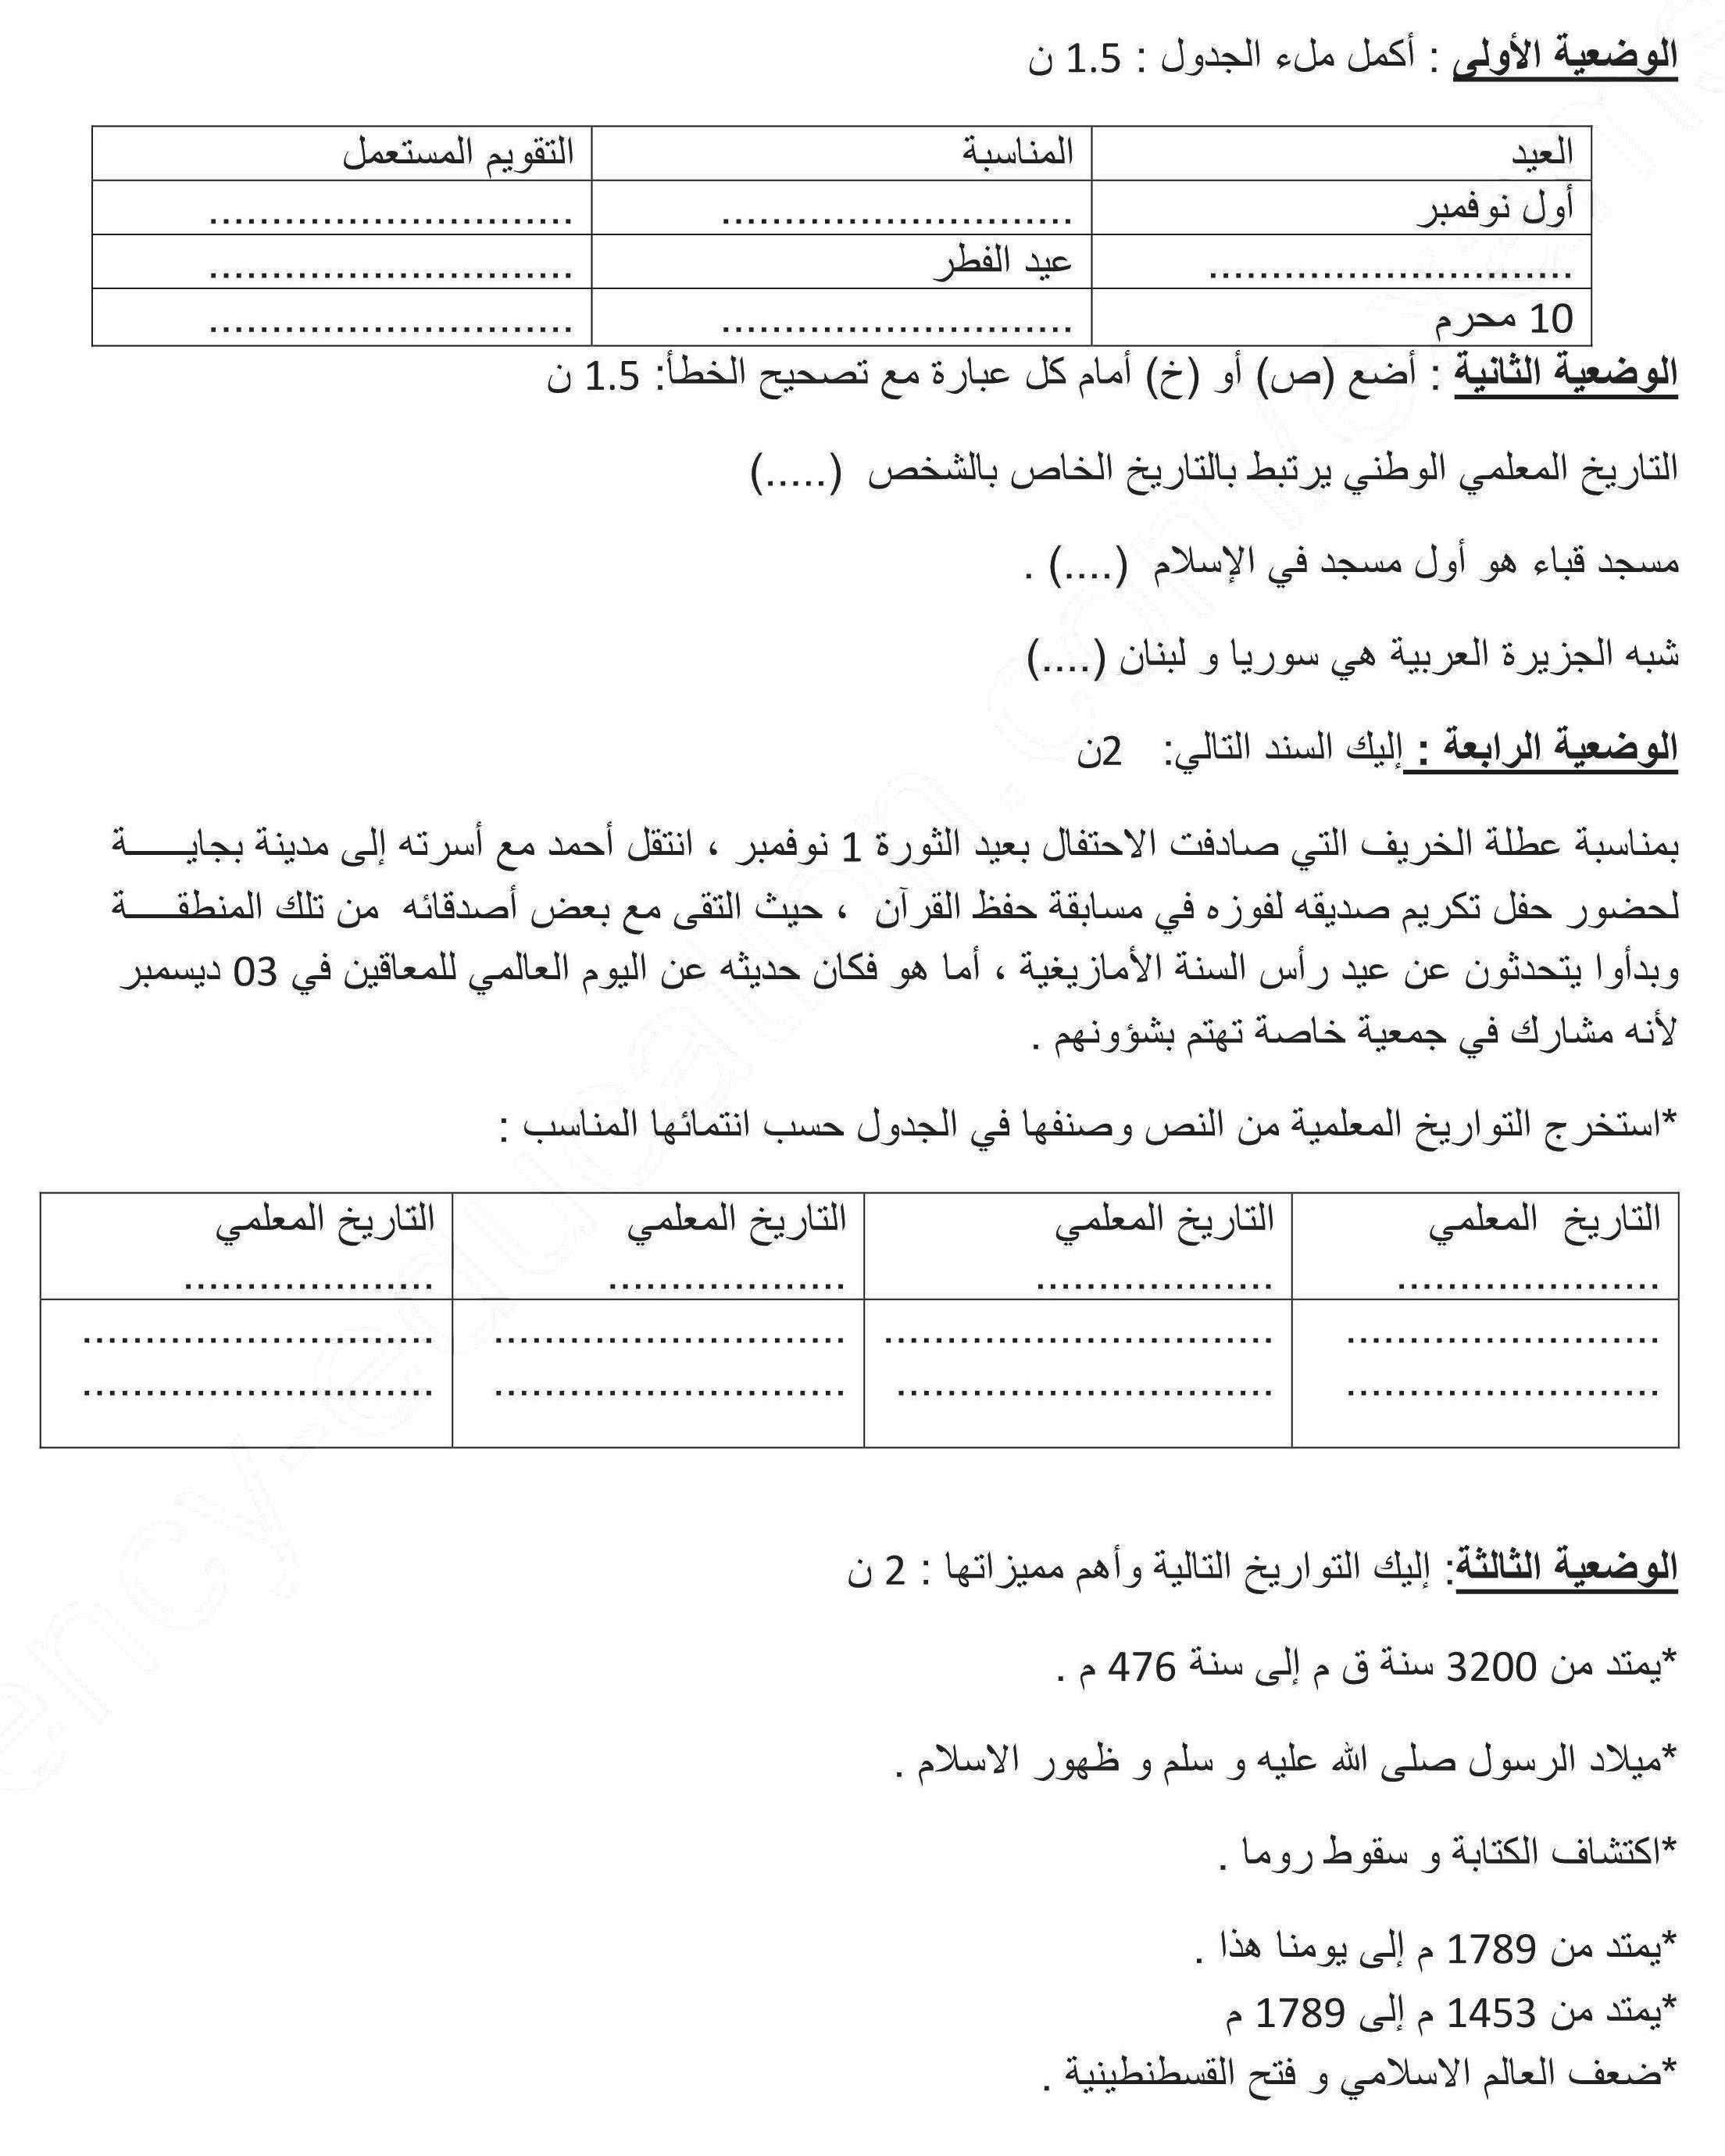 الوضعية الأولى : أكمل ملء الجدول : 1.5 ن
العيد المناسبة التقويم المستعمل
أول نوفمبر ............................ .............................
............................. عيد الفطر .............................
10 محرم ............................ .............................
الوضعية الثانية : أضع (ص) أو (خ) أمام كل عبارة مع تصحيح الخطأ: 1.5 ن
التاريخ المعلمي الوطني يرتبط بالتاريخ الخاص بالشخص (.....)
مسجد قباء هو أول مسجد في الإسلام (....) .
شبه الجزيرة العربية هي سوريا و لبنان (....)
الوضعية الرابعة : إليك السند التالي: 2ن
بمناسبة عطلة الخريف التي صادفت الاحتفال بعيد الثورة 1 نوفمبر ، انتقل أحمد مع أسرته إلى مدينة بجايـــــة
لحضور حفل تكريم صديقه لفوزه في مسابقة حفظ القرآن ، حيث التقى مع بعض أصدقائه من تلك المنطقــــة
وبدأوا يتحدثون عن عيد رأس السنة الأمازيغية ، أما هو فكان حديثه عن اليوم العالمي للمعاقين في 03 ديسمبر
لأنه مشارك في جمعية خاصة تهتم بشؤونهم .
*استخرج التواريخ المعلمية من النص وصنفها في الجدول حسب انتمائها المناسب :
التاريخ المعلمي التاريخ المعلمي التاريخ المعلمي التاريخ المعلمي
..................... ................... ................... ....................
......................... ............................... ............................ ............................
......................... .............................. ............................ ............................
الوضعية الثالثة: إليك التواريخ التالية وأهم مميزاتها : 2 ن
*يمتد من 3200 سنة ق م إلى سنة 476 م .
*ميلاد الرسول صلى الله عليه و سلم و ظهور الاسلام .
*اكتشاف الكتابة و سقوط روما .
*يمتد من 1789 م إلى يومنا هذا .
*يمتد من 1453 م إلى 1789 م
*ضعف العالم الاسلامي و فتح القسطنطينية .